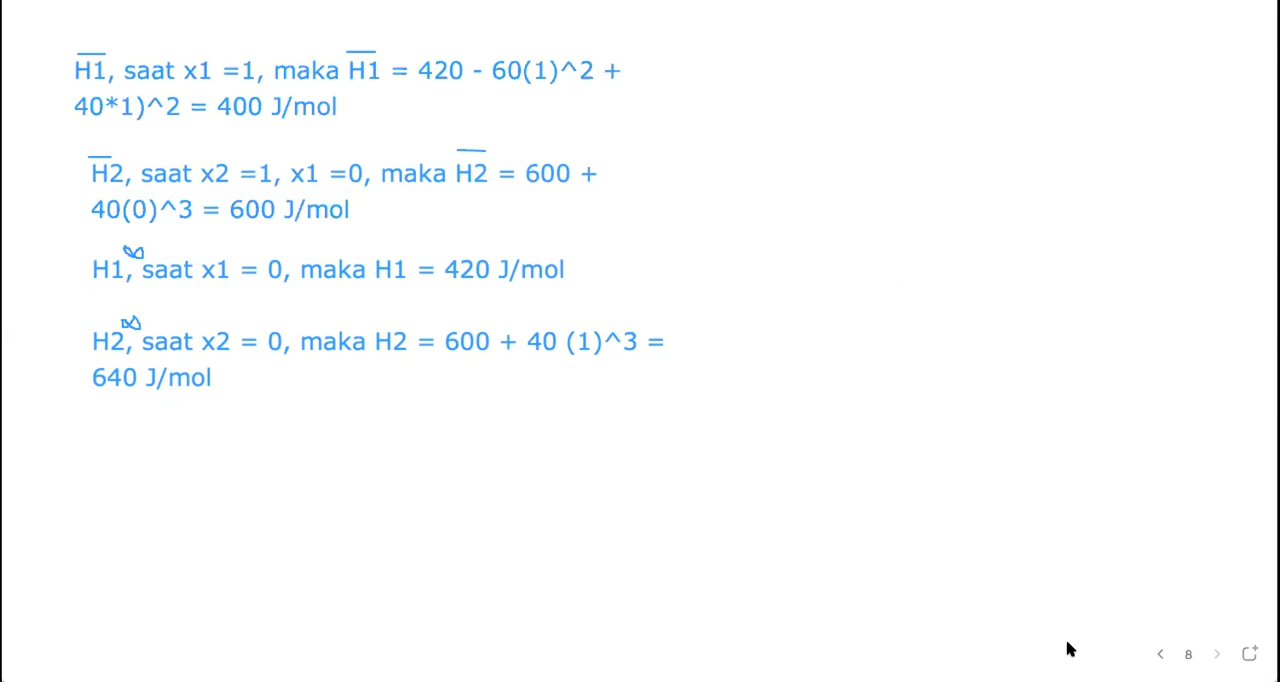 H1, saat x1 =1, maka H1 = 420 - 60(1)^2 +
40*1)^2 = 400 J/mol
H2, saat x2 =1, x1 =0, maka H2 = 600 +
40(0)^3 = 600 J/mol
∞
H1, saat x1 = 0, maka H1 = 420 J/mol
∞
H2, saat x2 = 0, maka H2 = 600 + 40 (1)^3 =
640 J/mol
8